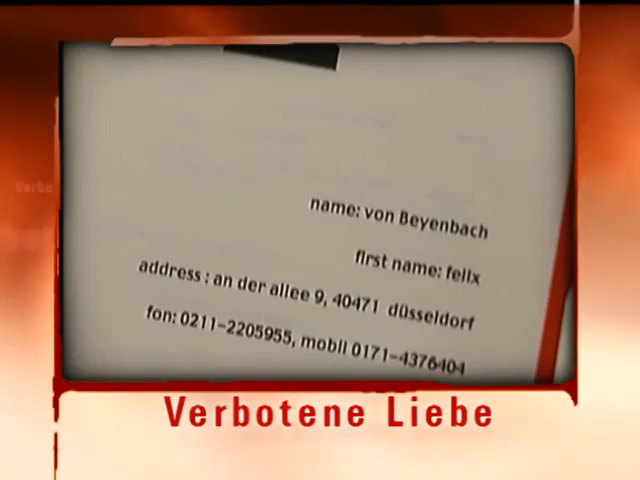 Verbo
name: von Beyenbach
first name: felix
address : an der allee 9, 40471 düsseldorf
fon: 0211-2205955, mobil 0171-4376404
Verbotene Liebe